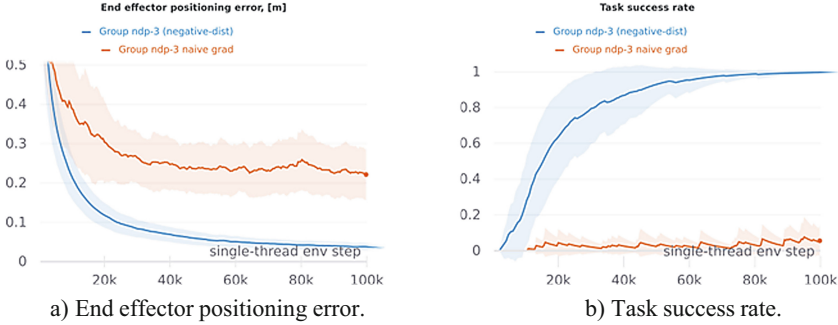 End effector positioning error, [m]
Group ndp-3 (negative-dist)
Group ndp-3 naive grad
0.5
0.4
0.3
0.2
0.1
0
20k 40k 60k 80k 100k
single-thread env step
a) End effector positioning error.
Task success rate
Group ndp-3 (negative-dist)
Group ndp-3 naive grad
1
0.8
0.6
0.4
0.2
0
20k 40k 60k 80k 100k
single-thread env step
b) Task success rate.